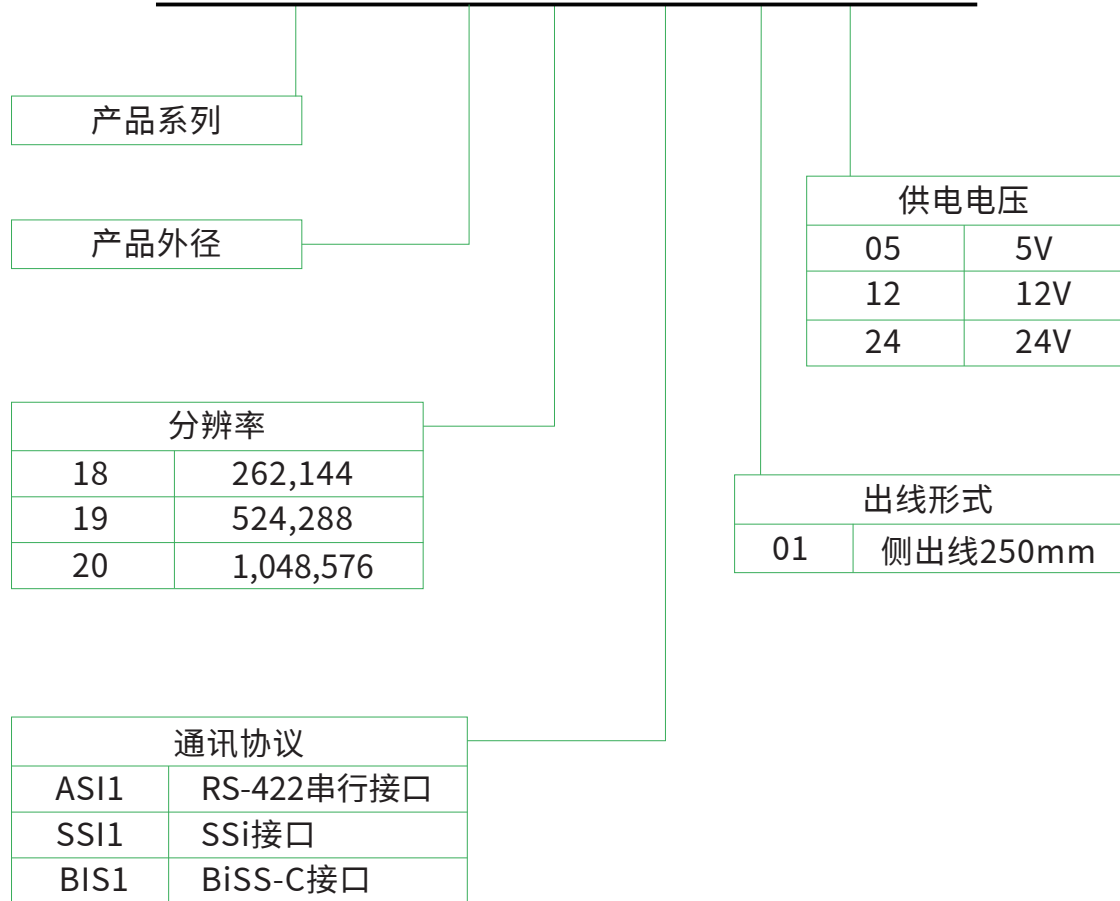 产品系列
产品外径
供电电压
05 5V
12 12V
24 24V
分辨率
18 262,144
19 524,288
20 1,048,576
出线形式
01 侧出线250mm
通讯协议
ASI1 RS-422串行接口
SSI1 SSi接口
BIS1 BiSS-C接口